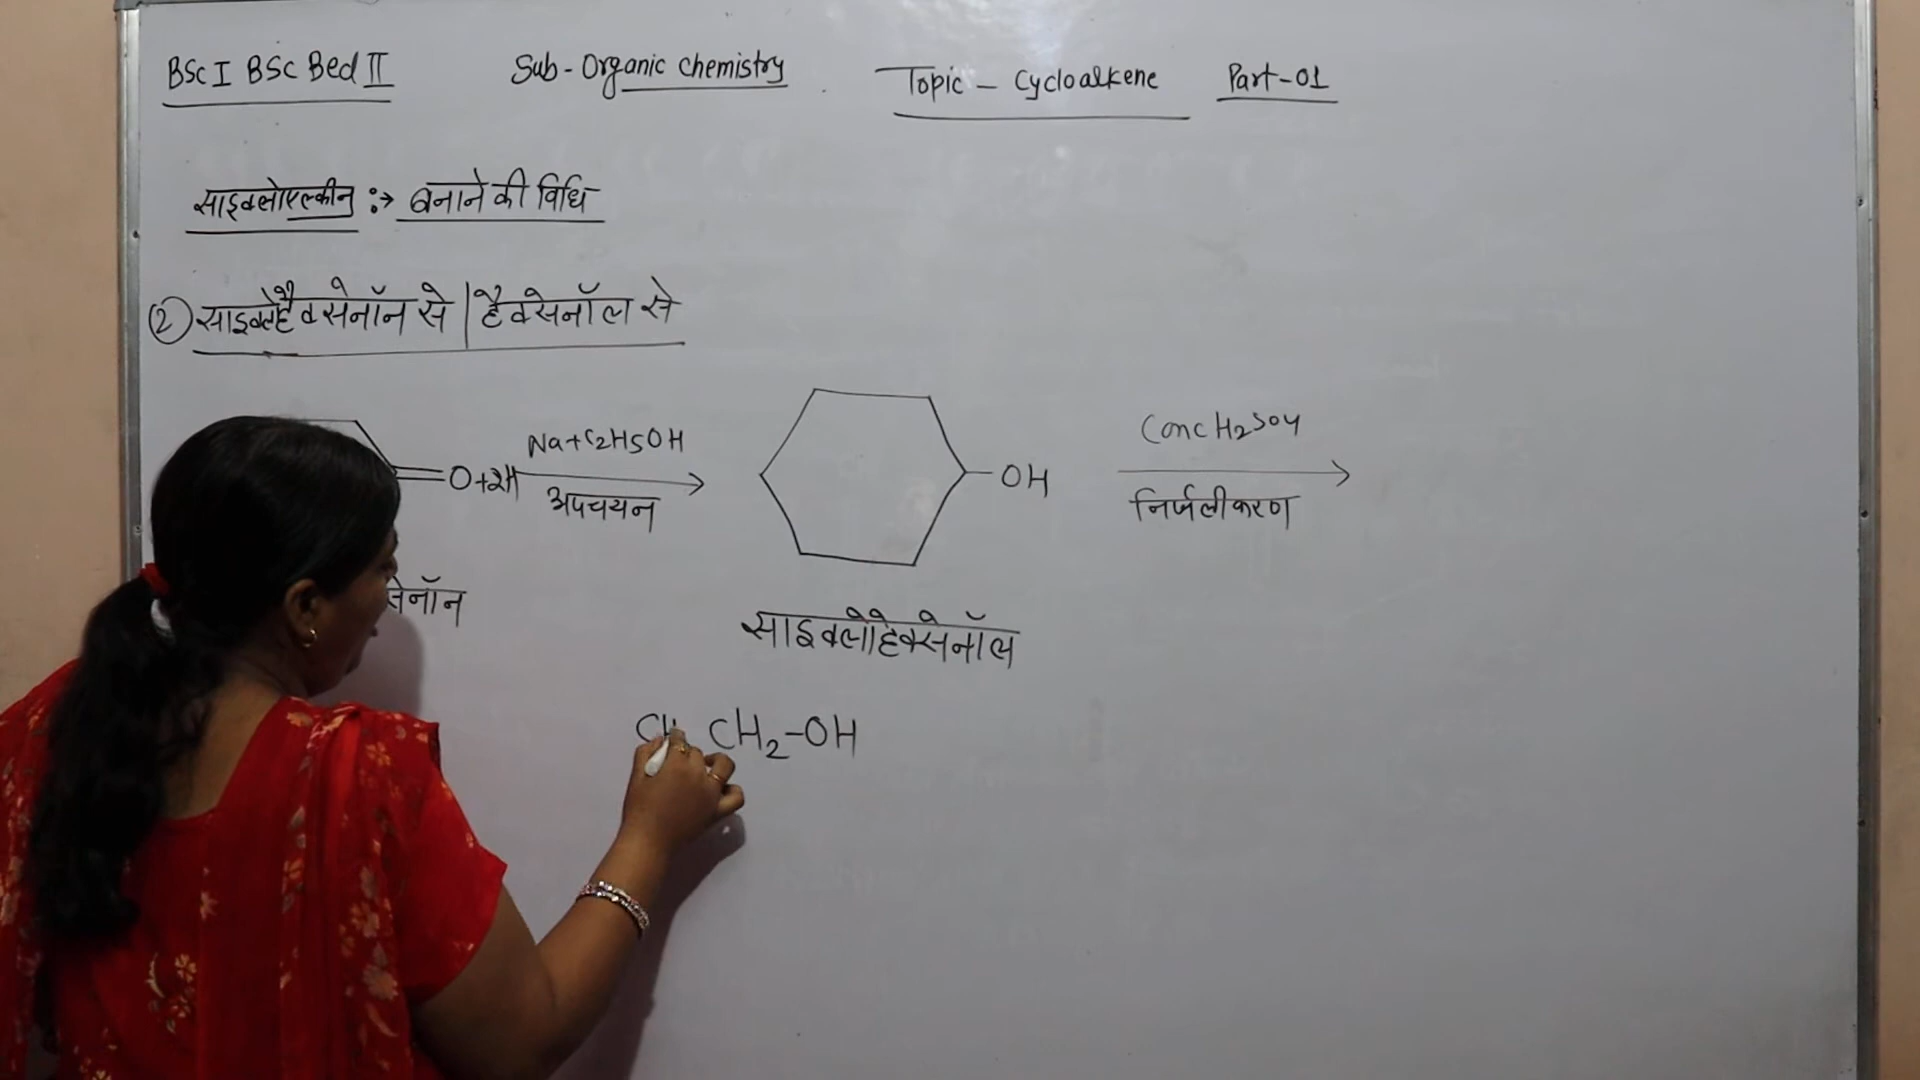 BSc I BSc Bed II Sub - Organic chemistry Topic - Cycloalkene Part-01
साइक्लोएल्कीन :→ बनाने की विधि
② साइक्लोहैक्सेनॉन से | हैक्सेनॉल से
=O+2H Na+C2H5OH अपचयन -OH Conc H2SO4 निर्जलीकरण
सेनॉन साइक्लोहेक्सेनॉल
CH CH2-OH